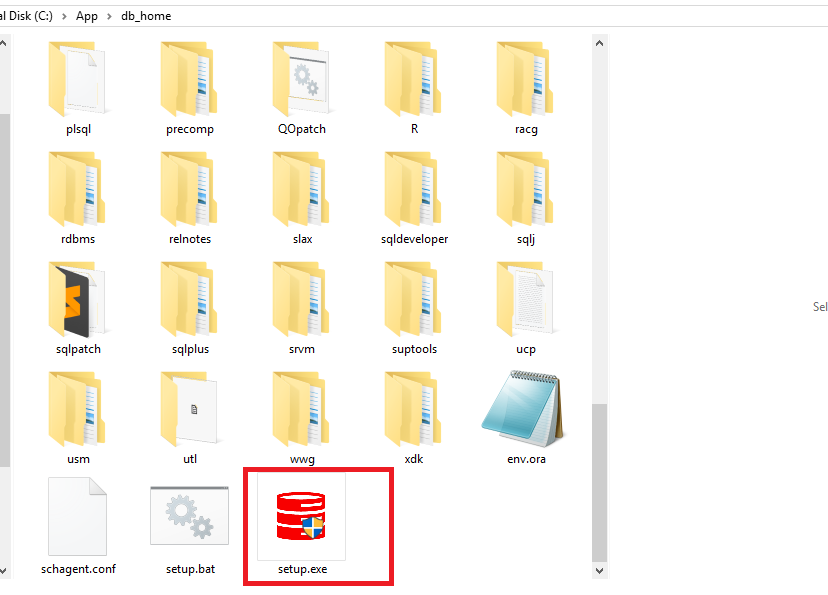 al Disk (C:) > App > db_home
plsql precomp QOpatch R racg
rdbms relnotes slax sqldeveloper sqlj
Sel
sqlpatch sqlplus srvm suptools ucp
usm utl wwg xdk env.ora
schagent.conf setup.bat setup.exe